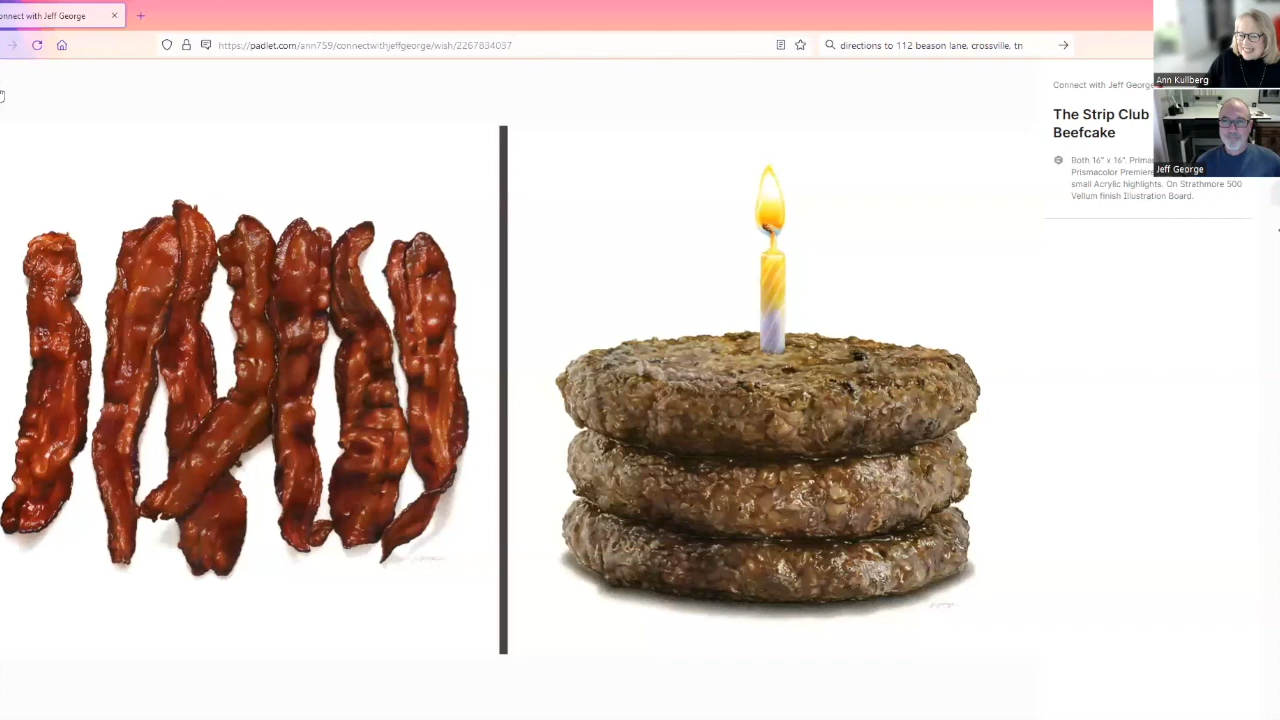 onnect with Jeff George
https://padlet.com/ann759/connectwithjeffgeorge/wish/2267834037
directions to 112 beason lane, crossville, tn
Ann Kullberg
Connect with Jeff George
The Strip Club
Beefcake
Jeff George
Both 16" x 16". Prima
Prismacolor Premiere
small Acrylic highlights. On Strathmore 500
Vellum finish Illustration Board.